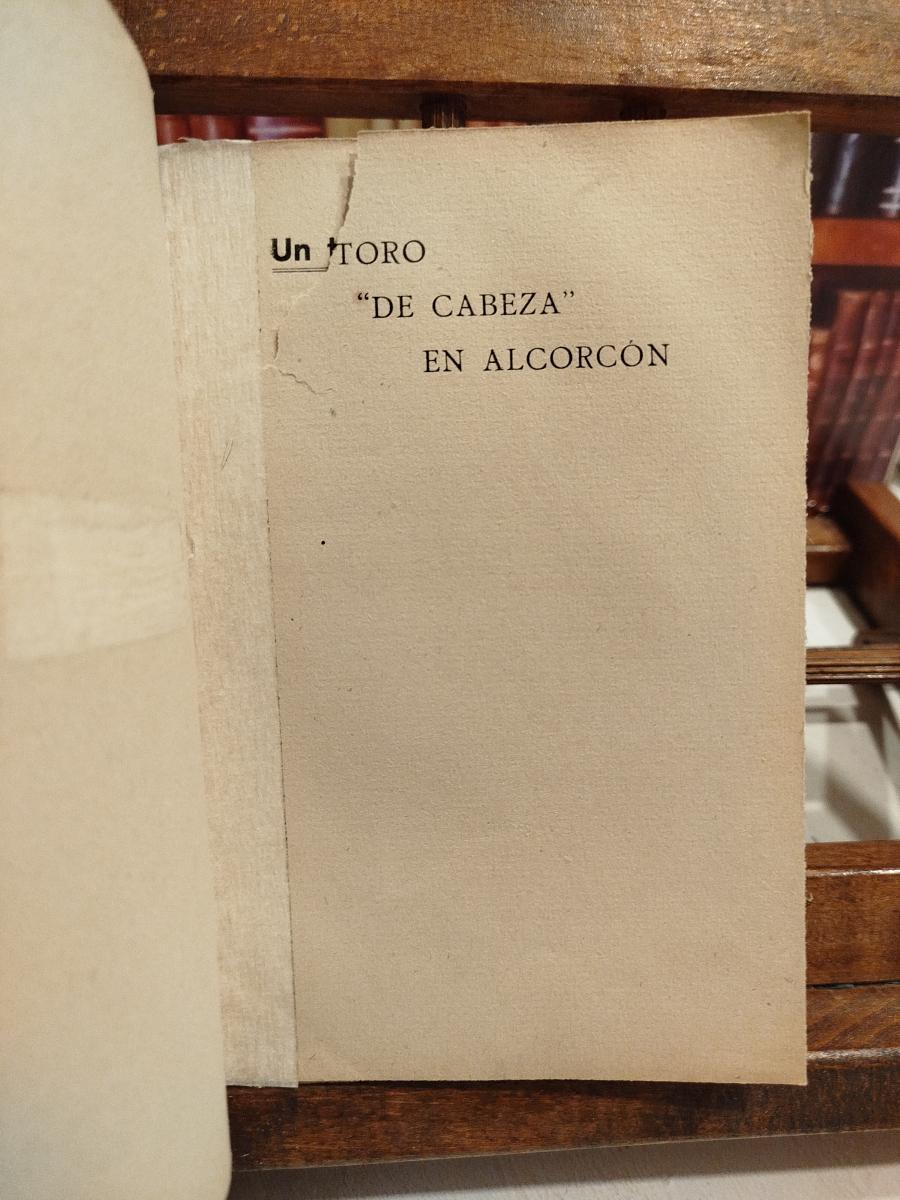 Un TORO
“DE CABEZA”
EN ALCORCÓN